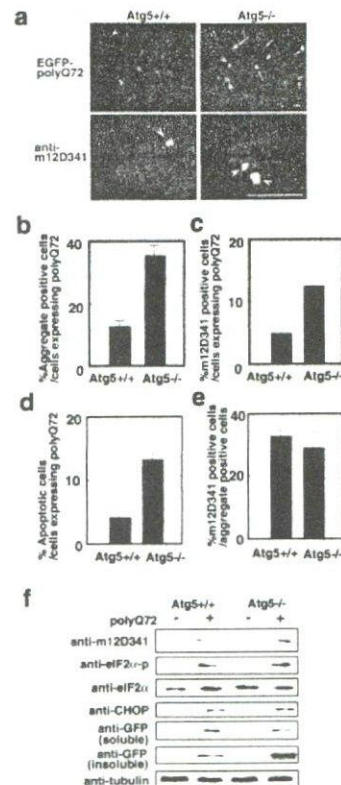 a
Atg5+/+ Atg5-/-
EGFP-
polyQ72
anti-
m12D341
b
%Aggregate positive cells
/cells expressing polyQ72
40
20
0
Atg5+/+ Atg5-/-
c
%m12D341 positive cells
/cells expressing polyQ72
20
10
0
Atg5+/+ Atg5-/-
d
% Apoptotic cells
/cells expressing polyQ72
20
10
0
Atg5+/+ Atg5-/-
e
%m12D341 positive cells
/aggregate positive cells
40
20
0
Atg5+/+ Atg5-/-
f
Atg5+/+ Atg5-/-
polyQ72 - + - +
anti-m12D341
anti-eIF2α-p
anti-eIF2α
anti-CHOP
anti-GFP
(soluble)
anti-GFP
(insoluble)
anti-tubulin